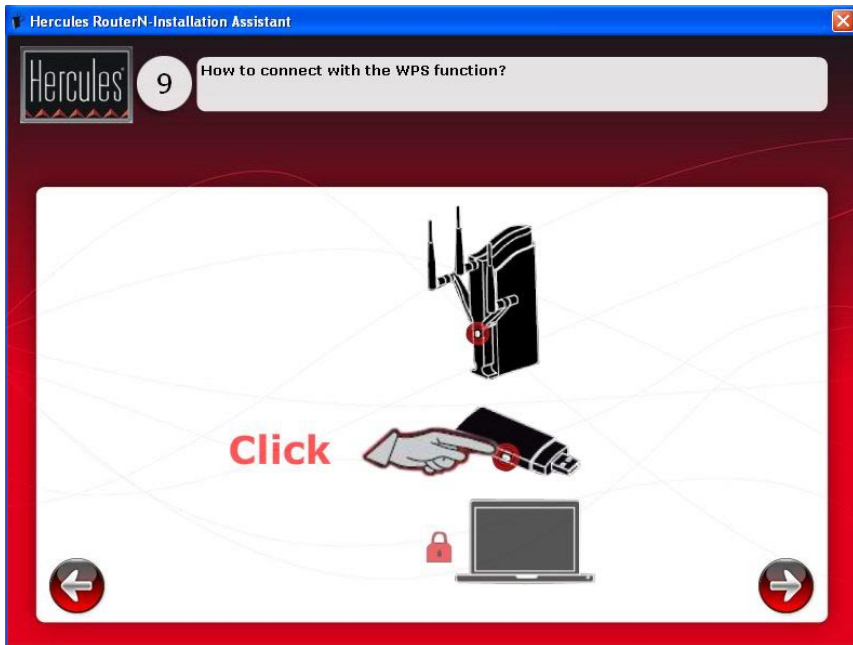 Hercules RouterN-Installation Assistant
Hercules
9
How to connect with the WPS function?
Click